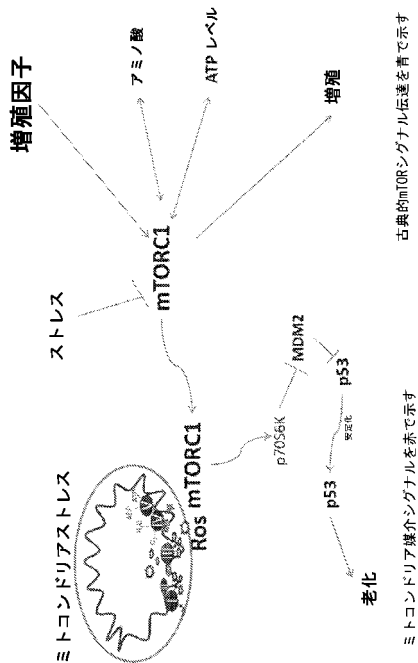 ミトコンドリアストレス
ストレス
増殖因子
アミノ酸
ATP レベル
mTORC1
増殖
Ros
mTORC1
p70S6K
MDM2
p53
安定化
p53
老化
ミトコンドリア媒介シグナルを赤で示す
古典的mTORシグナル伝達を青で示す